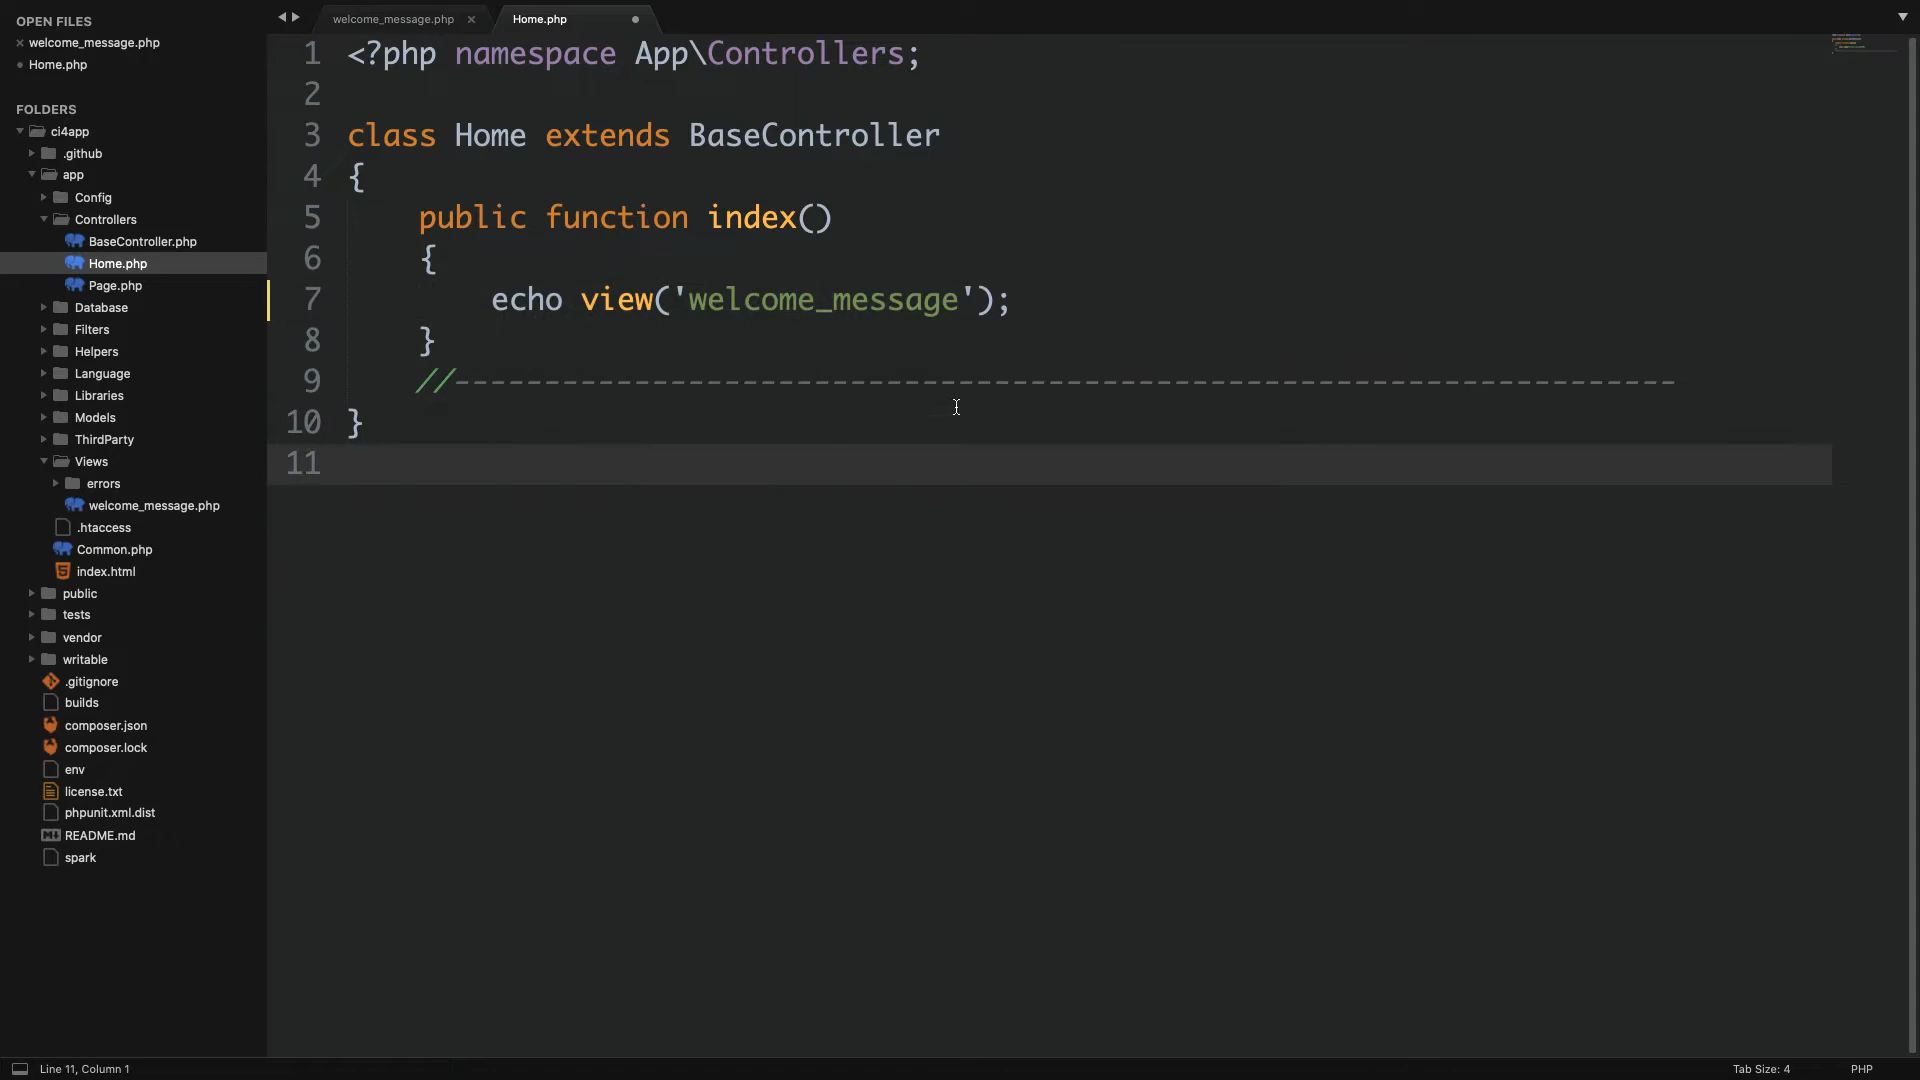 OPEN FILES
welcome_message.php
Home.php
FOLDERS
ci4app
.github
app
Config
Controllers
BaseController.php
Home.php
Page.php
Database
Filters
Helpers
Language
Libraries
Models
ThirdParty
Views
errors
welcome_message.php
.htaccess
Common.php
index.html
public
tests
vendor
writable
.gitignore
builds
composer.json
composer.lock
env
license.txt
phpunit.xml.dist
README.md
spark
welcome_message.php
Home.php
1 <?php namespace App\Controllers;
2
3 class Home extends BaseController
4 {
5 public function index()
6 {
7 echo view('welcome_message');
8 }
9 //--------------------------------------------------------------------
10 }
11
Line 11, Column 1
Tab Size: 4
PHP